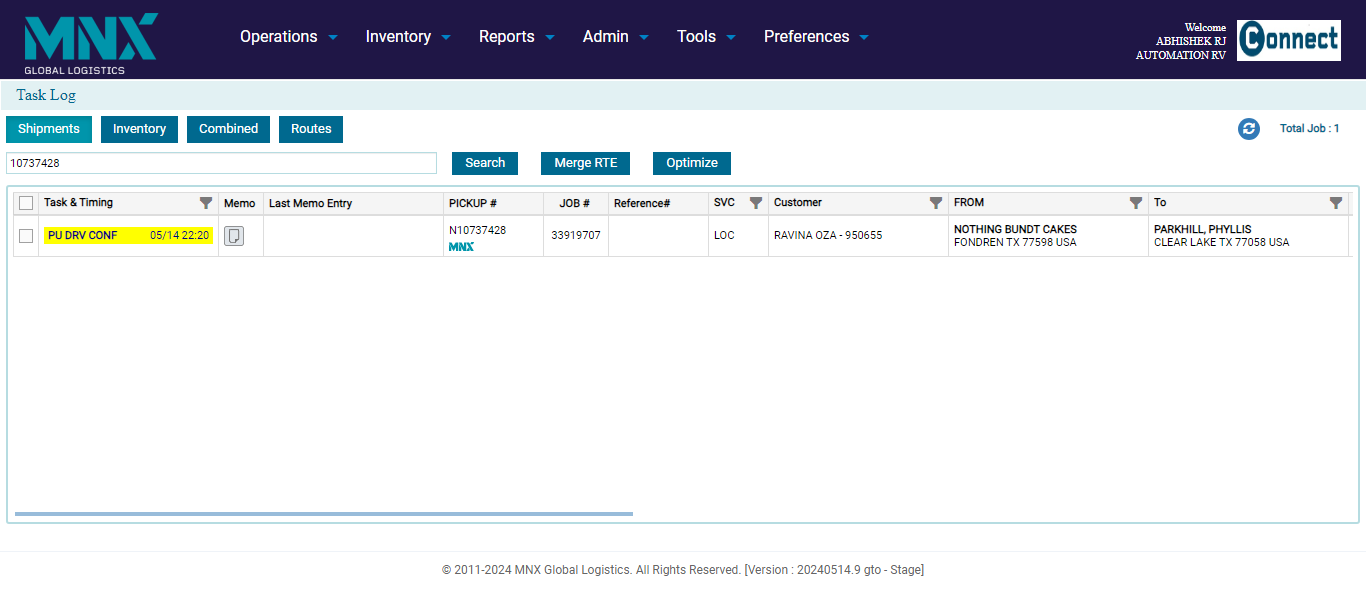 MNX
GLOBAL LOGISTICS
Operations Inventory Reports Admin Tools Preferences
Welcome
ABHISHEK RJ
AUTOMATION RV
Connect
Task Log
Shipments Inventory Combined Routes
Total Job : 1
10737428 Search Merge RTE Optimize
Task & Timing Memo Last Memo Entry PICKUP # JOB # Reference# SVC Customer FROM To
PU DRV CONF 05/14 22:20 N10737428 33919707 LOC RAVINA OZA - 950655 NOTHING BUNDT CAKES PARKHILL, PHYLLIS
MNX FONDREN TX 77598 USA CLEAR LAKE TX 77058 USA
© 2011-2024 MNX Global Logistics. All Rights Reserved. [Version : 20240514.9 gto - Stage]